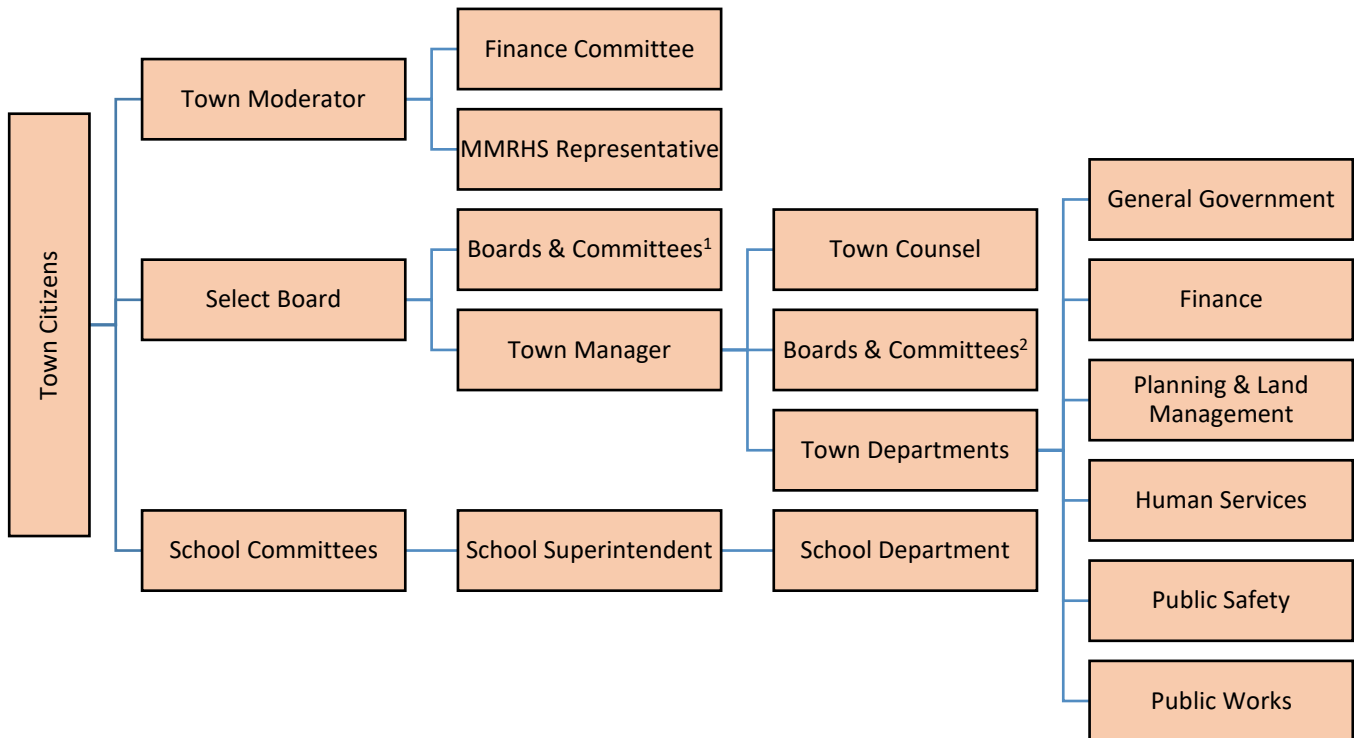 Town Citizens
Town Moderator
Finance Committee
MMRHS Representative
Select Board
Boards & Committees¹
Town Manager
Town Counsel
Boards & Committees²
Town Departments
General Government
Finance
Planning & Land
Management
Human Services
Public Safety
Public Works
School Committees
School Superintendent
School Department